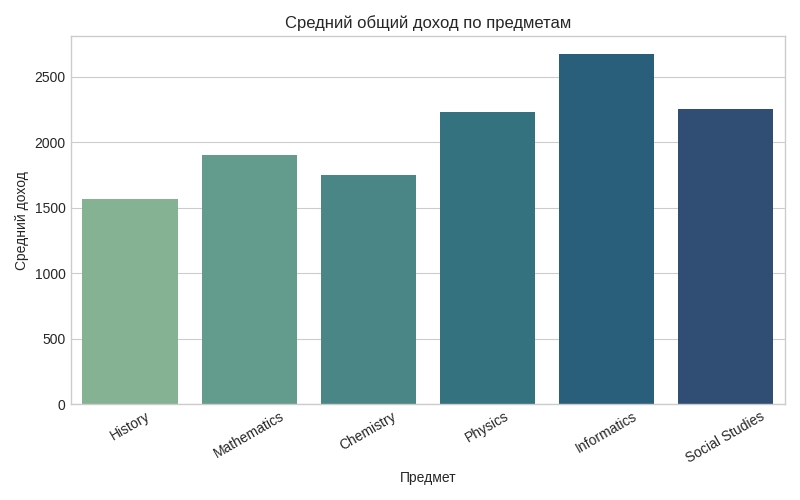 Средний общий доход по предметам
Средний доход
2500
2000
1500
1000
500
0
History
Mathematics
Chemistry
Physics
Informatics
Social Studies
Предмет